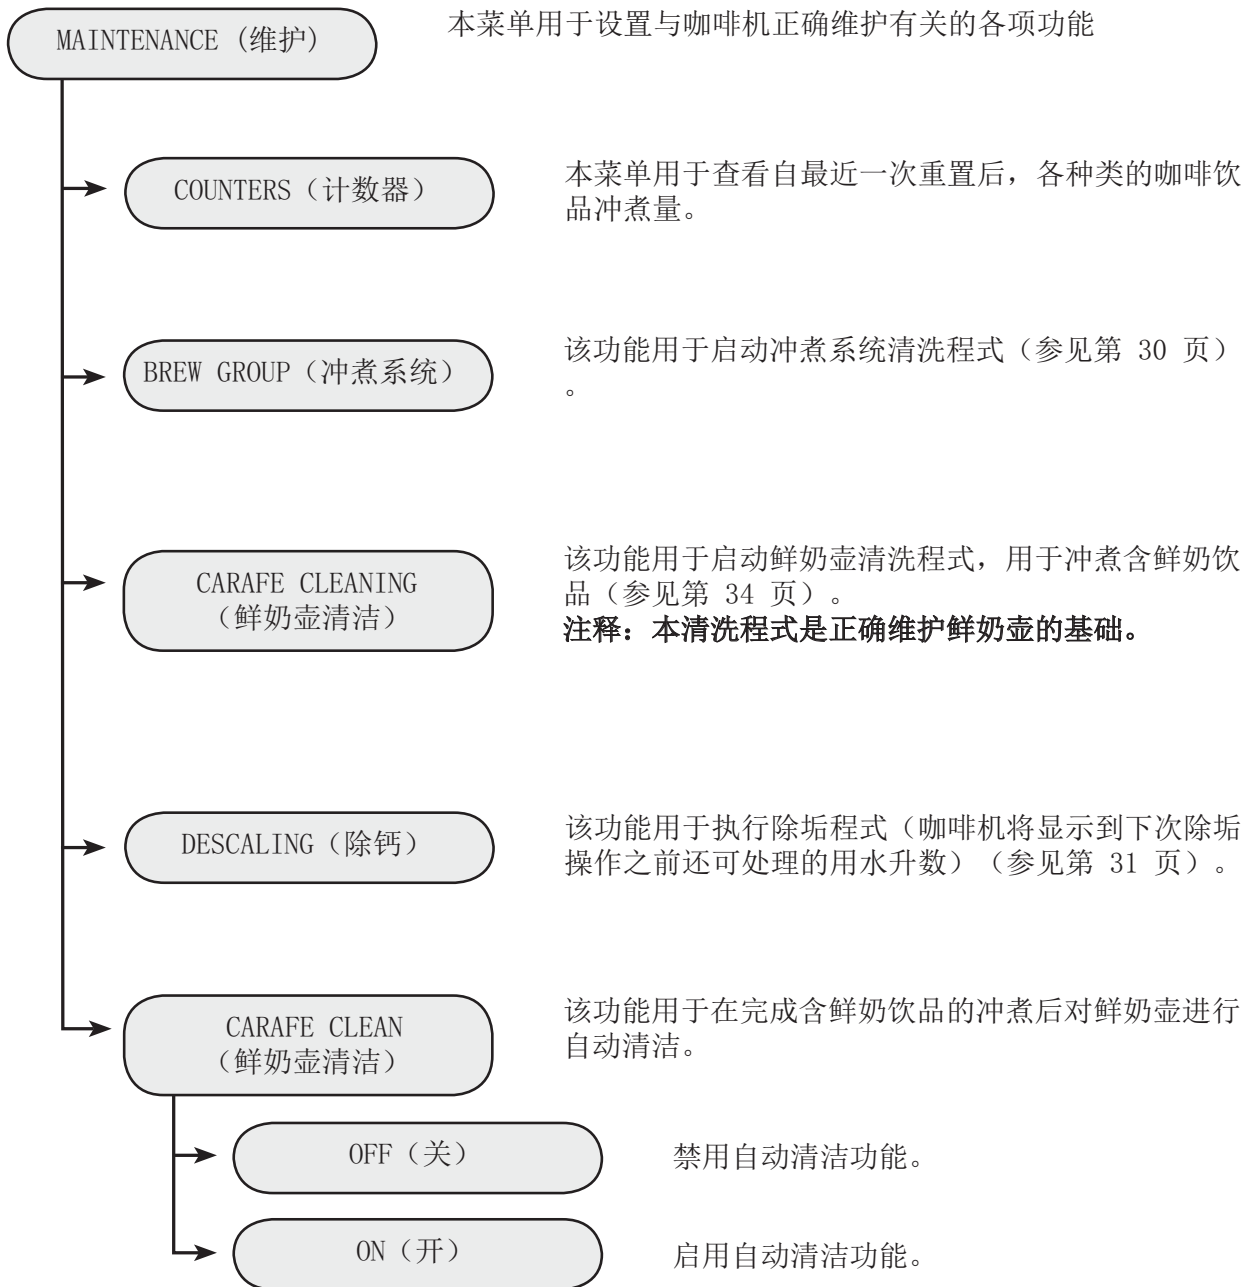 MAINTENANCE (维护)
本菜单用于设置与咖啡机正确维护有关的各项功能
COUNTERS（计数器）
本菜单用于查看自最近一次重置后，各种类的咖啡饮
品冲煮量。
BREW GROUP（冲煮系统）
该功能用于启动冲煮系统清洗程式（参见第 30 页）
。
CARAFE CLEANING
（鲜奶壶清洁）
该功能用于启动鲜奶壶清洗程式，用于冲煮含鲜奶饮
品（参见第 34 页）。
注释：本清洗程式是正确维护鲜奶壶的基础。
DESCALING（除钙）
该功能用于执行除垢程式（咖啡机将显示到下次除垢
操作之前还可处理的用水升数）（参见第 31 页）。
CARAFE CLEAN
（鲜奶壶清洁）
该功能用于在完成含鲜奶饮品的冲煮后对鲜奶壶进行
自动清洁。
OFF（关）
禁用自动清洁功能。
ON（开）
启用自动清洁功能。